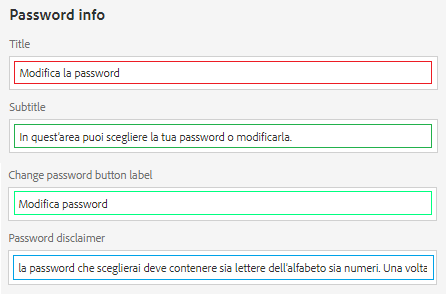 Password info
Title
Modifica la password
Subtitle
In quest'area puoi scegliere la tua password o modificarla.
Change password button label
Modifica password
Password disclaimer
la password che sceglierai deve contenere sia lettere dell'alfabeto sia numeri. Una volta